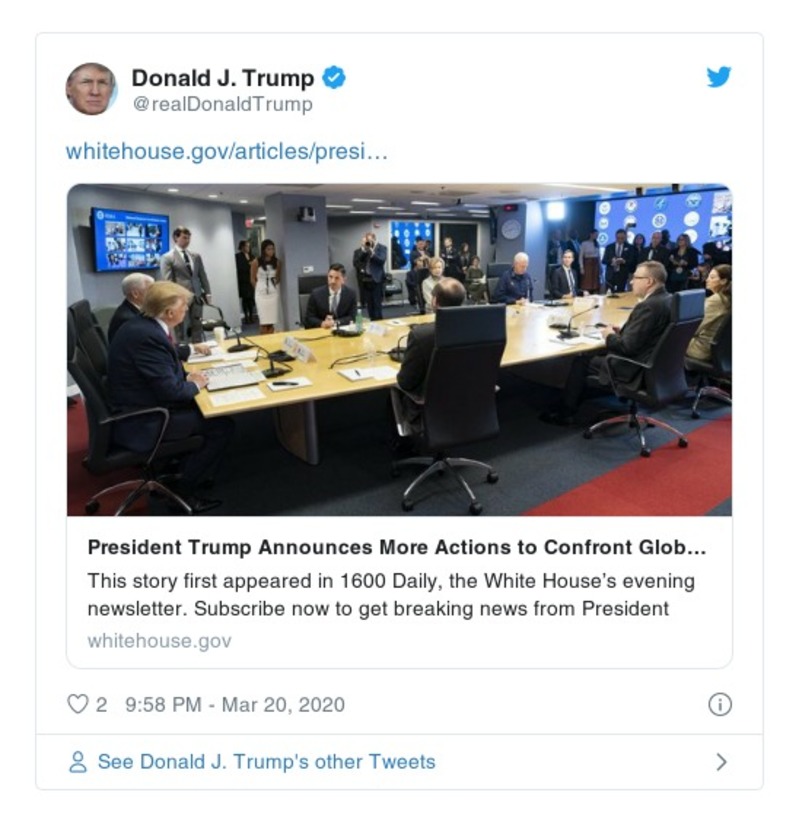 Donald J. Trump
@realDonaldTrump
whitehouse.gov/articles/presi…
President Trump Announces More Actions to Confront Glob...
This story first appeared in 1600 Daily, the White House’s evening
newsletter. Subscribe now to get breaking news from President
whitehouse.gov
2 9:58 PM - Mar 20, 2020
See Donald J. Trump's other Tweets